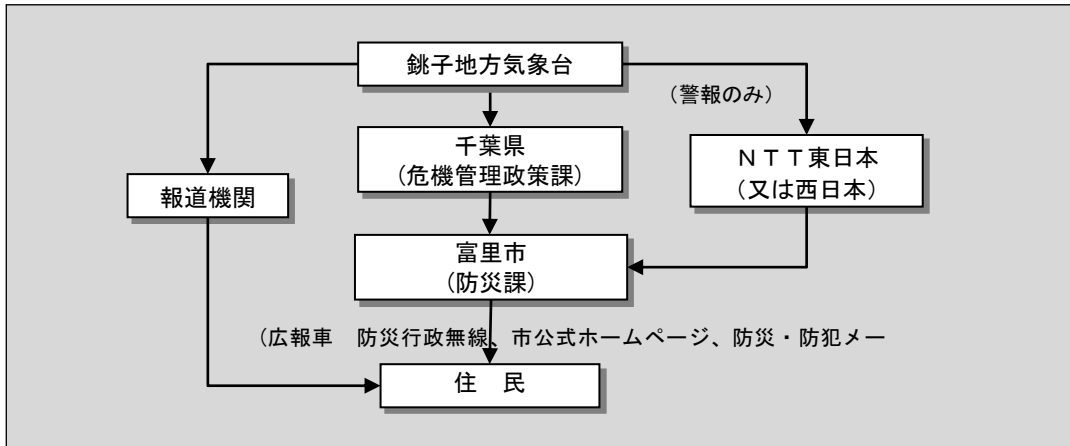 銚子地方気象台
（警報のみ）
千葉県
（危機管理政策課）
ＮＴＴ東日本
（又は西日本）
報道機関
富里市
（防災課）
（広報車　防災行政無線、市公式ホームページ、防災・防犯メー
住　民